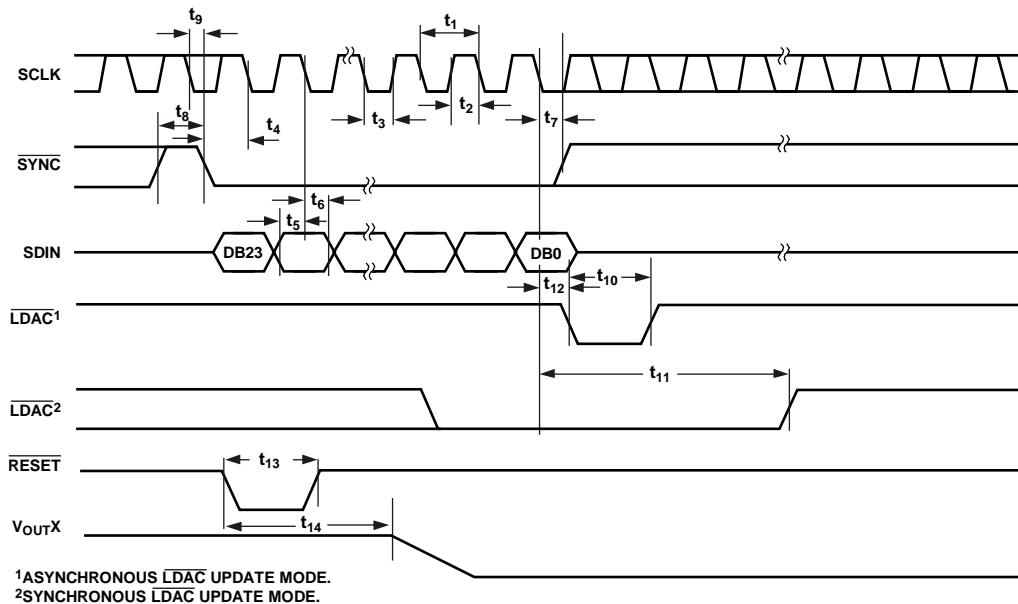 t9
t1
SCLK
t8
t4
t3
t2
t7
SYNC
t6
t5
SDIN
DB23
DB0
t12
t10
LDAC1
t11
LDAC2
RESET
t13
t14
VOUTX
1ASYNCHRONOUS LDAC UPDATE MODE.
2SYNCHRONOUS LDAC UPDATE MODE.